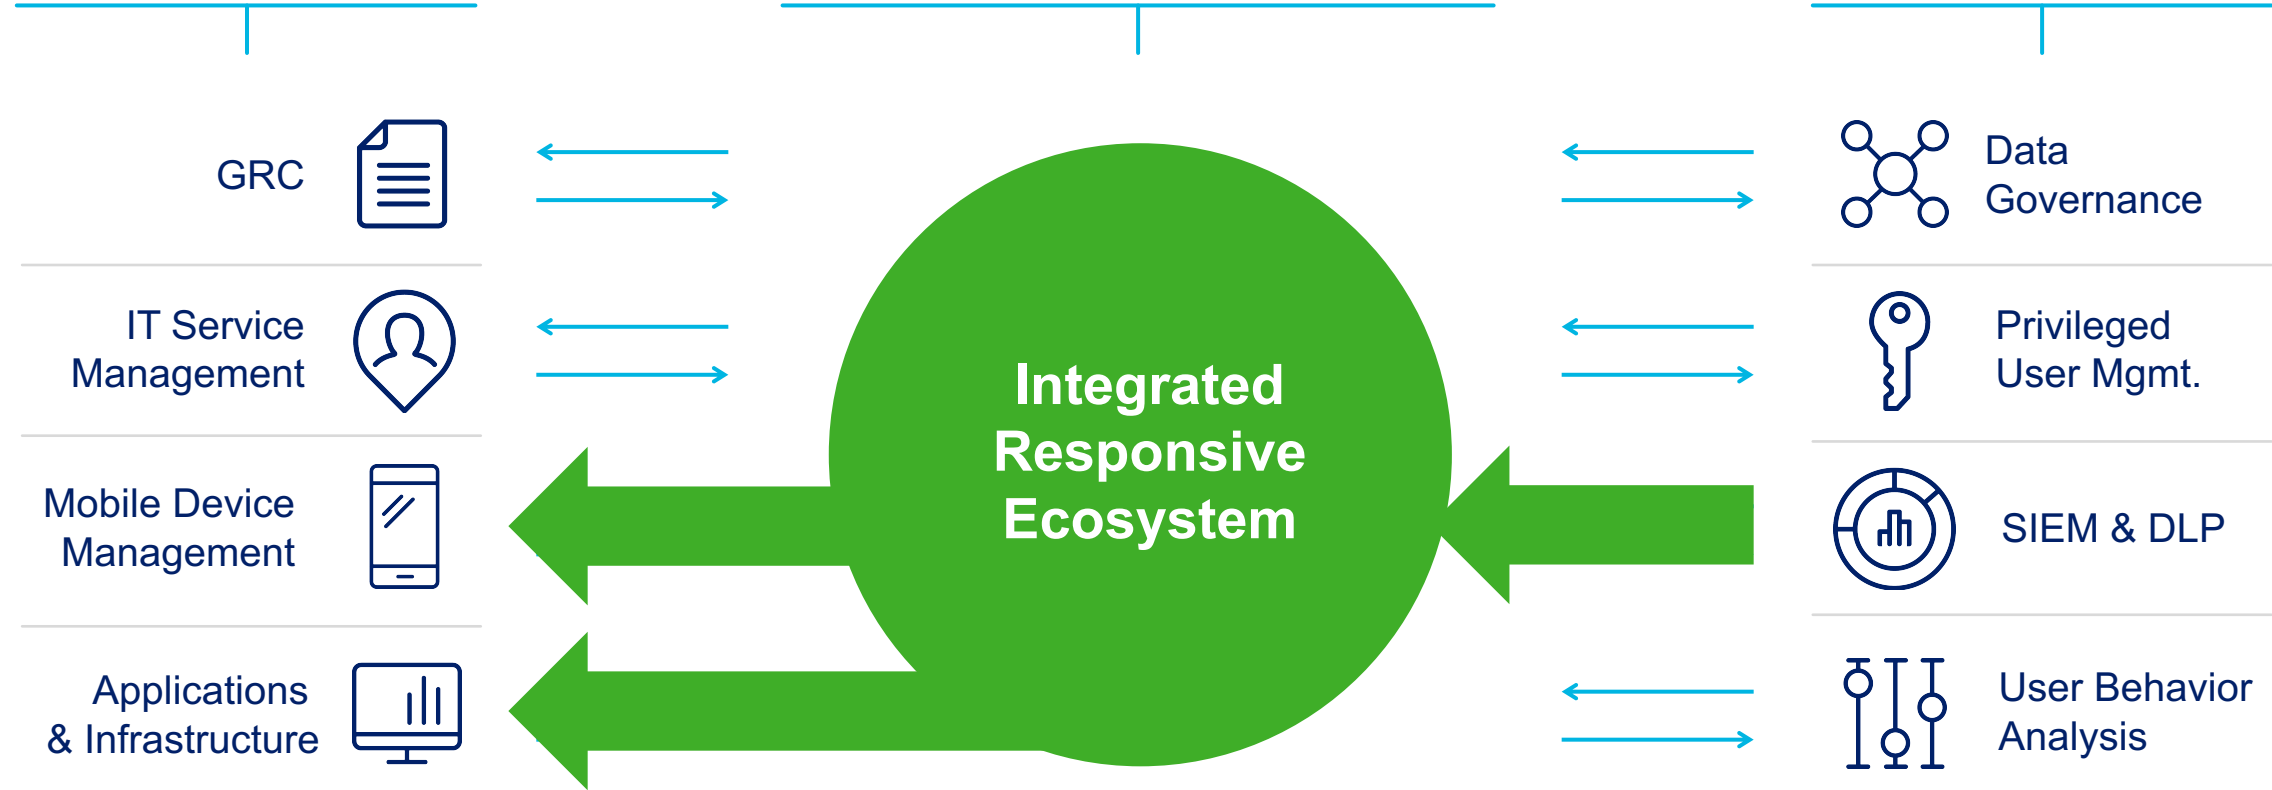 GRC
IT Service
Management
Mobile Device
Management
Applications
& Infrastructure
Integrated
Responsive
Ecosystem
Data
Governance
Privileged
User Mgmt.
SIEM & DLP
User Behavior
Analysis